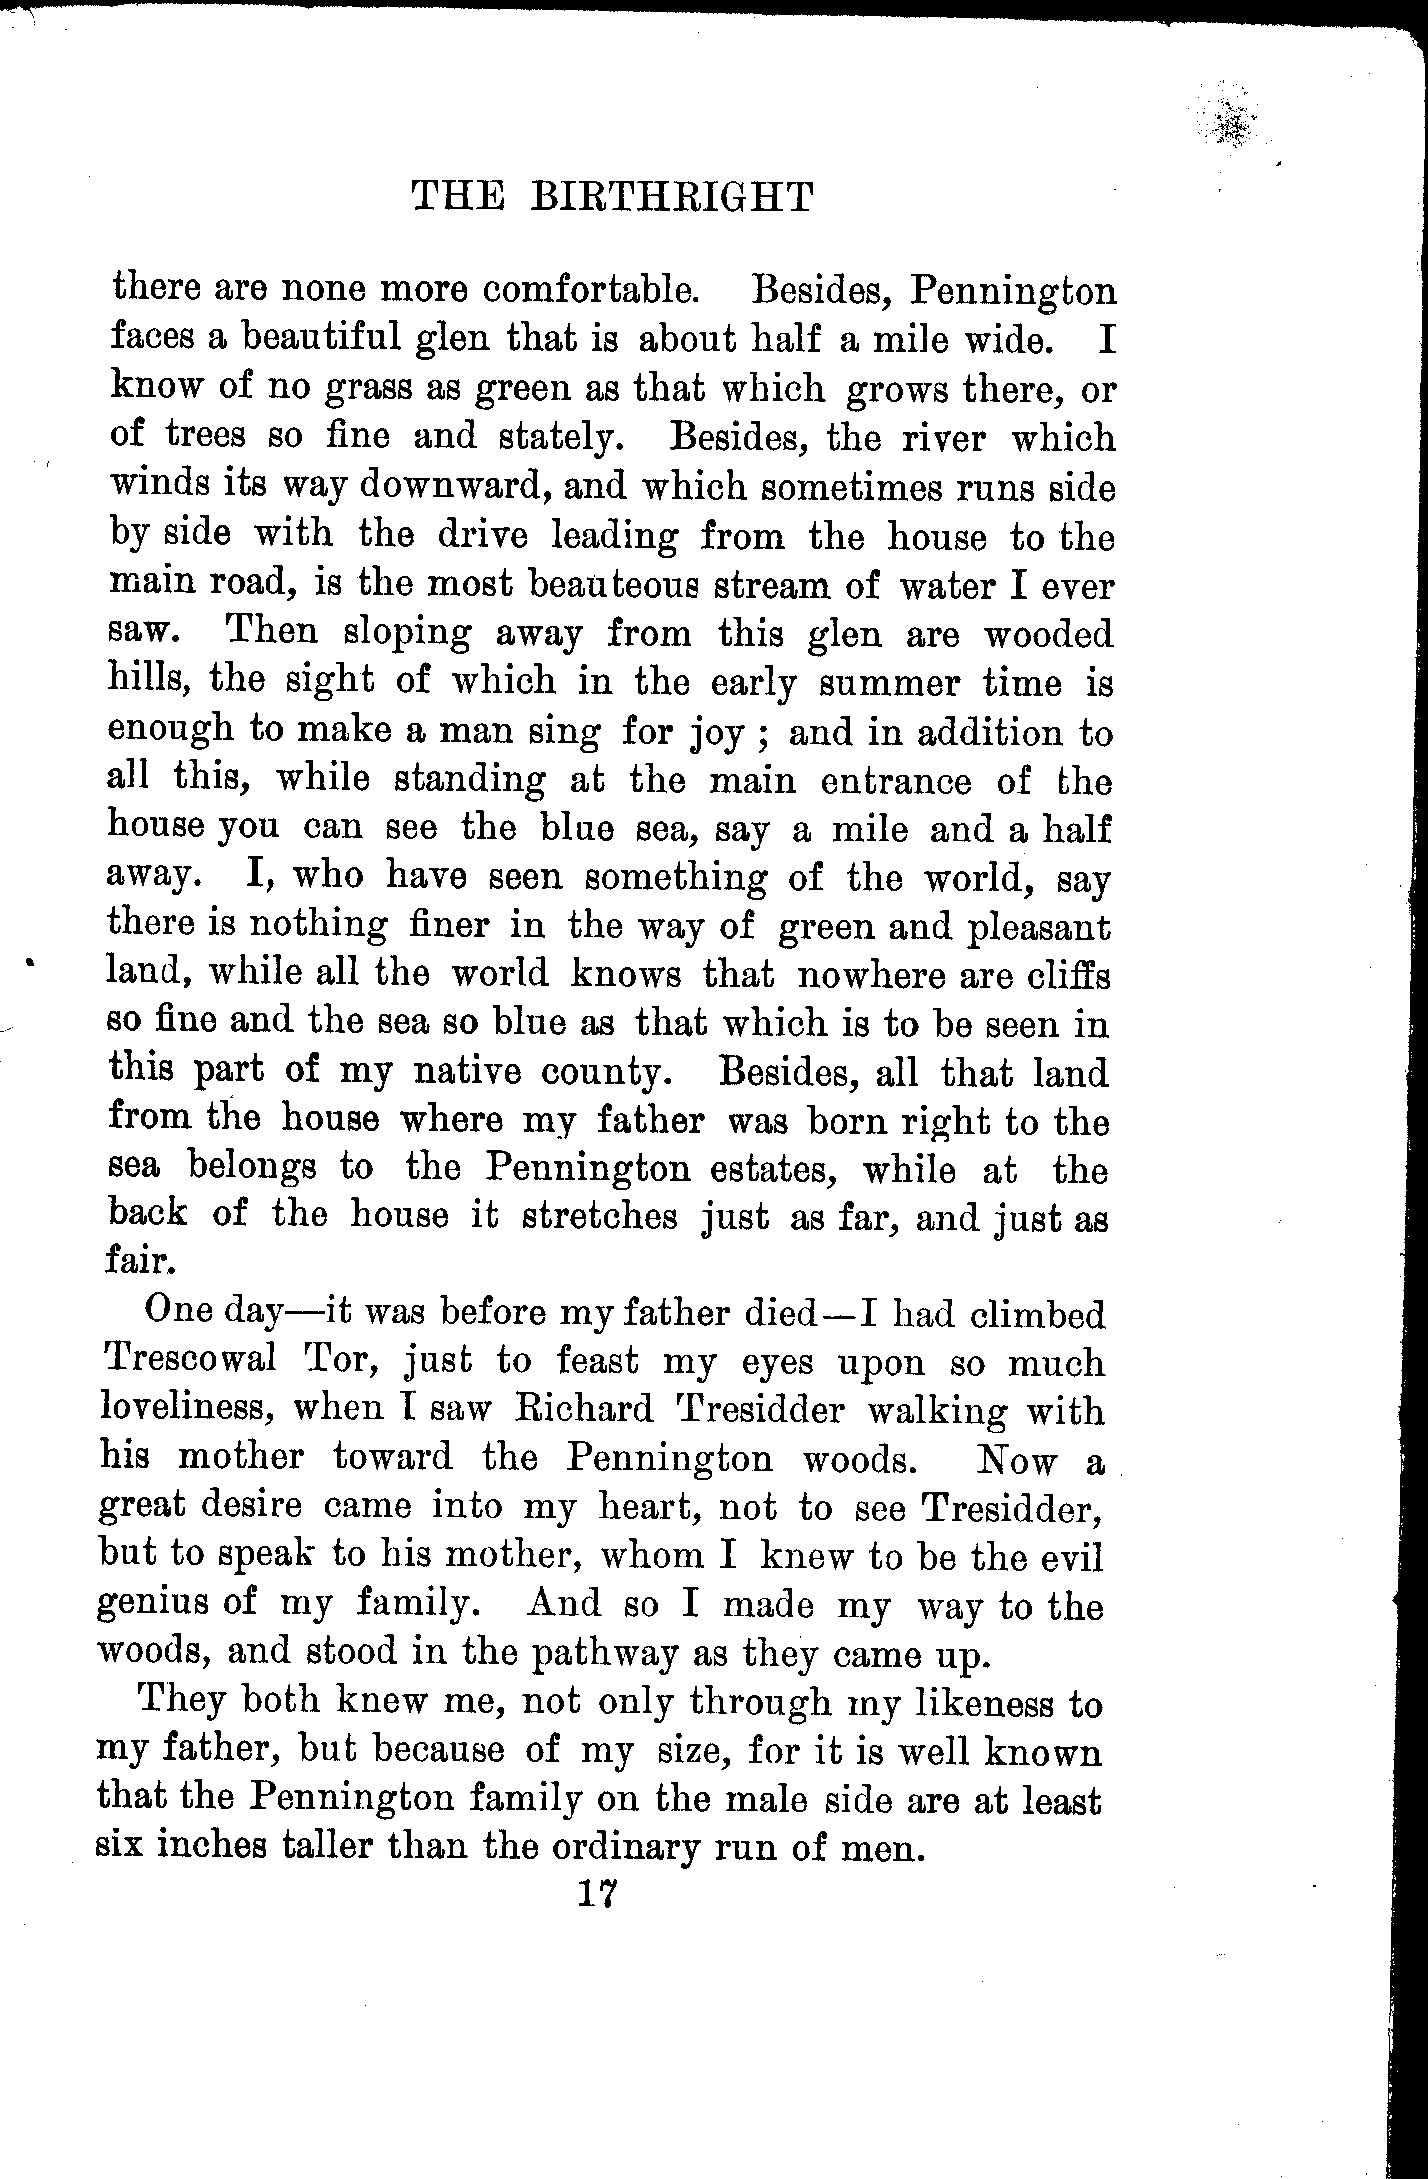 THE BIRTHRIGHT
there are none more comfortable. Besides, Pennington
faces a beautiful glen that is about half a mile wide. I
know of no grass as green as that which grows there, or
of trees so fine and stately. Besides, the river which
winds its way downward, and which sometimes runs side
by side with the drive leading from the house to the
main road, is the most beauteous stream of water I ever
saw. Then sloping away from this glen are wooded
hills, the sight of which in the early summer time is
enough to make a man sing for joy ; and in addition to
all this, while standing at the main entrance of the
house you can see the blue sea, say a mile and a half
away. I, who have seen something of the world, say
there is nothing finer in the way of green and pleasant
land, while all the world knows that nowhere are cliffs
so fine and the sea so blue as that which is to be seen in
this part of my native county. Besides, all that land
from the house where my father was born right to the
sea belongs to the Pennington estates, while at the
back of the house it stretches just as far, and just as
fair.
One day—it was before my father died—I had climbed
Trescowal Tor, just to feast my eyes upon so much
loveliness, when I saw Richard Tresidder walking with
his mother toward the Pennington woods. Now a
great desire came into my heart, not to see Tresidder,
but to speak to his mother, whom I knew to be the evil
genius of my family. And so I made my way to the
woods, and stood in the pathway as they came up.
They both knew me, not only through my likeness to
my father, but because of my size, for it is well known
that the Pennington family on the male side are at least
six inches taller than the ordinary run of men.
17